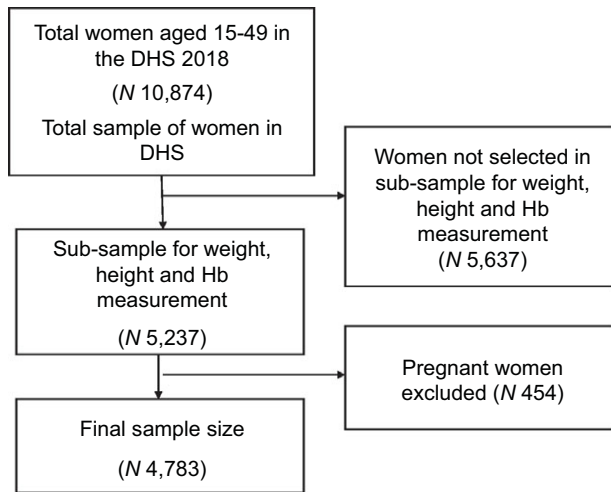 Total women aged 15-49 in
the DHS 2018
(N 10,874)
Total sample of women in
DHS
Women not selected in
sub-sample for weight,
height and Hb
measurement
(N 5,637)
Sub-sample for weight,
height and Hb
measurement
(N 5,237)
Pregnant women
excluded (N 454)
Final sample size
(N 4,783)